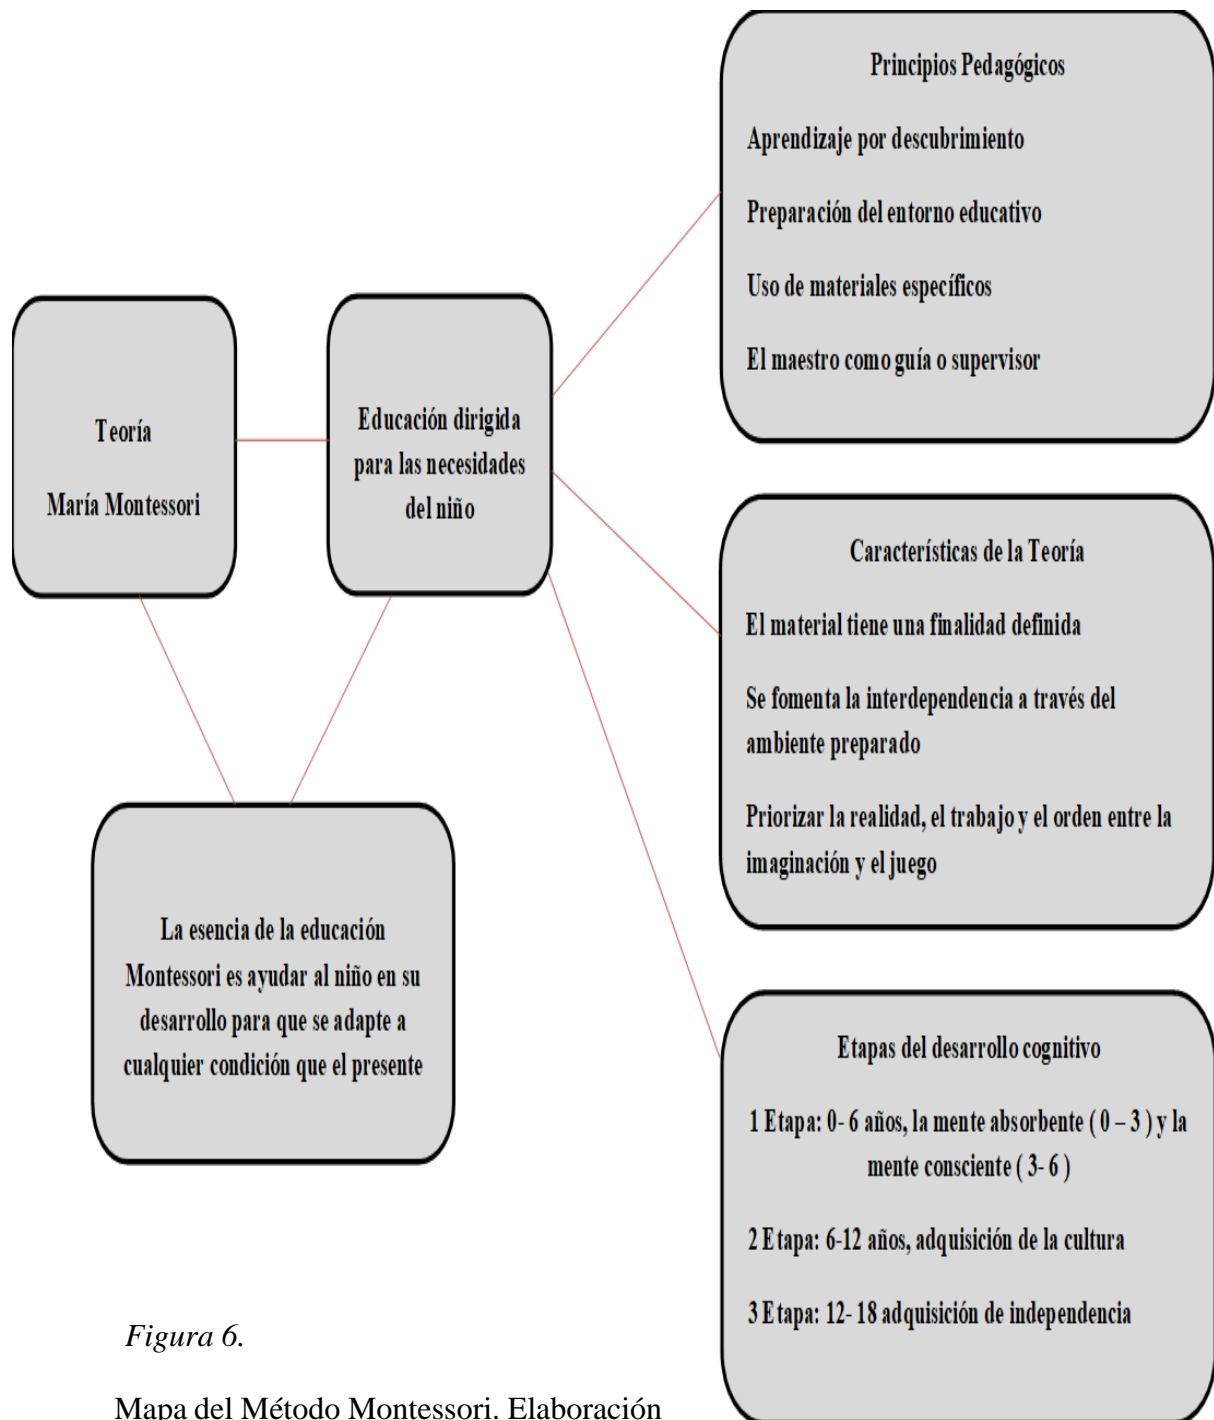 Teoría
María Montessori
Educación dirigida
para las necesidades
del niño
La esencia de la educación
Montessori es ayudar al niño en su
desarrollo para que se adapte a
cualquier condición que el presente
Principios Pedagógicos
Aprendizaje por descubrimiento
Preparación del entorno educativo
Uso de materiales específicos
El maestro como guía o supervisor
Características de la Teoría
El material tiene una finalidad definida
Se fomenta la interdependencia a través del
ambiente preparado
Priorizar la realidad, el trabajo y el orden entre la
imaginación y el juego
Etapas del desarrollo cognitivo
1 Etapa: 0- 6 años, la mente absorbente ( 0 – 3 ) y la
mente consciente ( 3- 6 )
2 Etapa: 6-12 años, adquisición de la cultura
3 Etapa: 12- 18 adquisición de independencia
Figura 6.
Mapa del Método Montessori. Elaboración